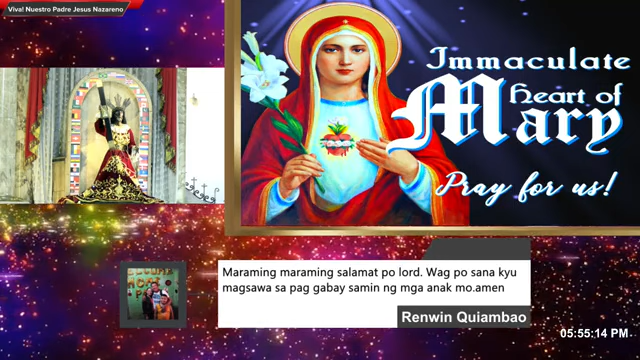 Viva! Nuestro Padre Jesus Nazareno
Immaculate
Heart of
Mary
Pray for us!
Maraming maraming salamat po lord. Wag po sana kyu
magsawa sa pag gabay samin ng mga anak mo.amen
Renwin Quiambao
05:55:14 PM